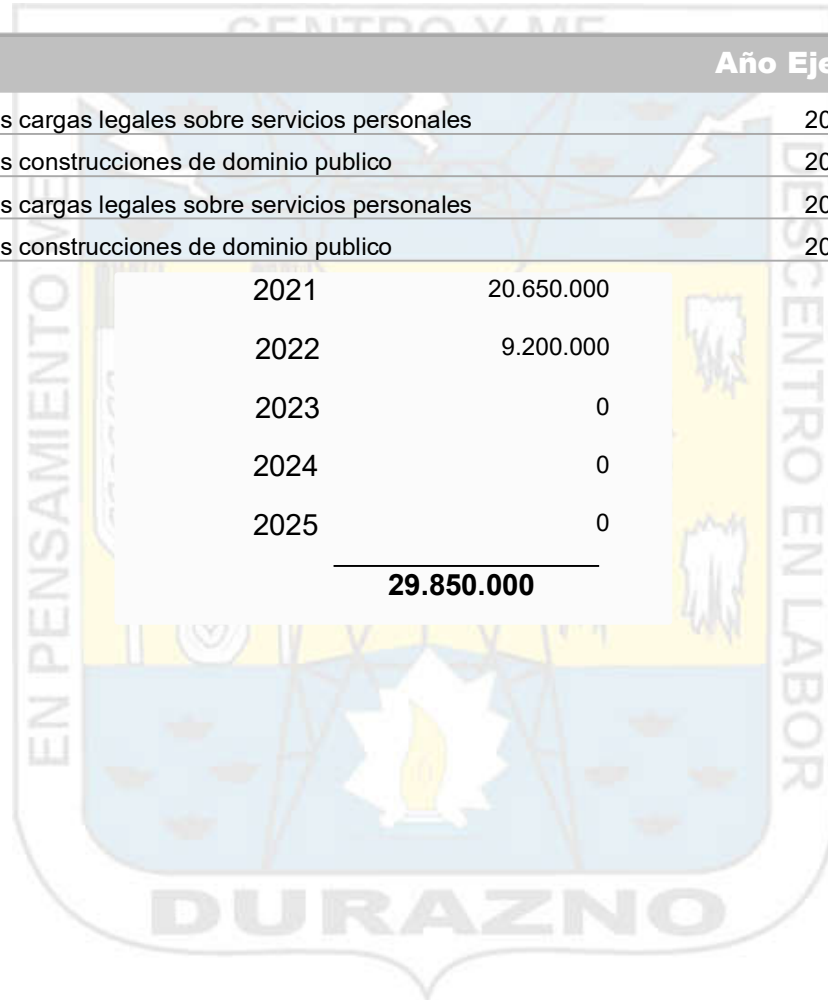 CENTRO Y ME
Año Eje
s cargas legales sobre servicios personales 20
s construcciones de dominio publico 20
s cargas legales sobre servicios personales 20
s construcciones de dominio publico 20
2021 20.650.000
2022 9.200.000
2023 0
2024 0
2025 0
29.850.000
EN PENSAMIENTO
DESCENTRO EN LABOR
DURAZNO